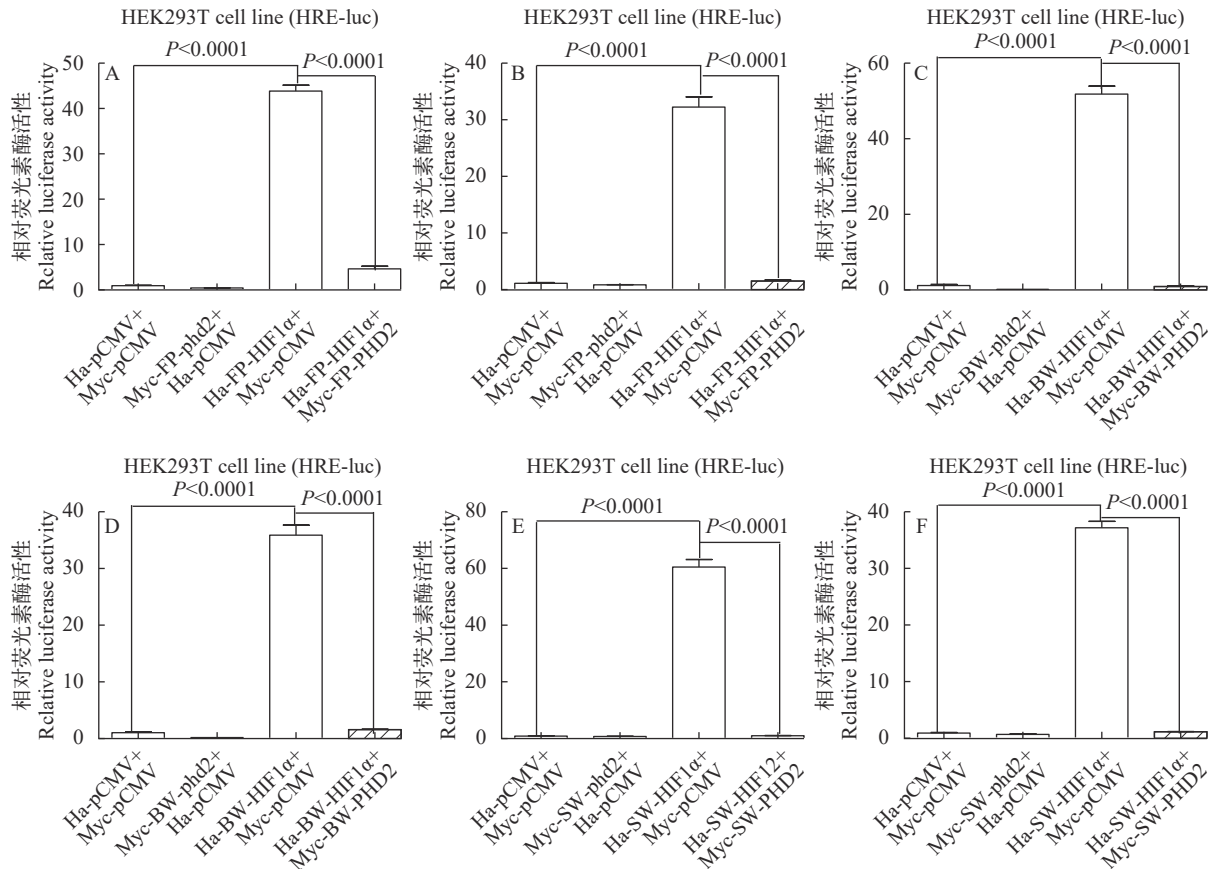 HEK293T cell line (HRE-luc)
P<0.0001
P<0.0001
A
50
40
30
20
10
0
相对荧光素酶活性
Rclative luciferase activity
Ha-pCMV+
Myc-pCMV
Myc-FP-phd2+
Ha-pCMV
Ha-FP-HIF1α+
Myc-pCMV
Ha-FP-HIF1α+
Myc-FP-PHD2
HEK293T cell line (HRE-luc)
P<0.0001
P<0.0001
B
40
30
20
10
0
相对荧光素酶活性
Rclative luciferase activity
Ha-pCMV+
Myc-pCMV
Myc-FP-phd2+
Ha-pCMV
Ha-FP-HIF1α+
Myc-pCMV
Ha-FP-HIF1α+
Myc-FP-PHD2
HEK293T cell line (HRE-luc)
P<0.0001
P<0.0001
C
60
40
20
0
相对荧光素酶活性
Rclative luciferase activity
Ha-pCMV+
Myc-pCMV
Myc-BW-phd2+
Ha-pCMV
Ha-BW-HIF1α+
Myc-pCMV
Ha-BW-HIF1α+
Myc-BW-PHD2
HEK293T cell line (HRE-luc)
P<0.0001
P<0.0001
D
40
30
20
10
0
相对荧光素酶活性
Rclative luciferase activity
Ha-pCMV+
Myc-pCMV
Myc-BW-phd2+
Ha-pCMV
Ha-BW-HIF1α+
Myc-pCMV
Ha-BW-HIF1α+
Myc-BW-PHD2
HEK293T cell line (HRE-luc)
P<0.0001
P<0.0001
E
80
60
40
20
0
相对荧光素酶活性
Rclative luciferase activity
Ha-pCMV+
Myc-pCMV
Myc-SW-phd2+
Ha-pCMV
Ha-SW-HIF1α+
Myc-pCMV
Ha-SW-HIF12+
Myc-SW-PHD2
HEK293T cell line (HRE-luc)
P<0.0001
P<0.0001
F
40
30
20
10
0
相对荧光素酶活性
Rclative luciferase activity
Ha-pCMV+
Myc-pCMV
Myc-SW-phd2+
Ha-pCMV
Ha-SW-HIF1α+
Myc-pCMV
Ha-SW-HIF1α+
Myc-SW-PHD2